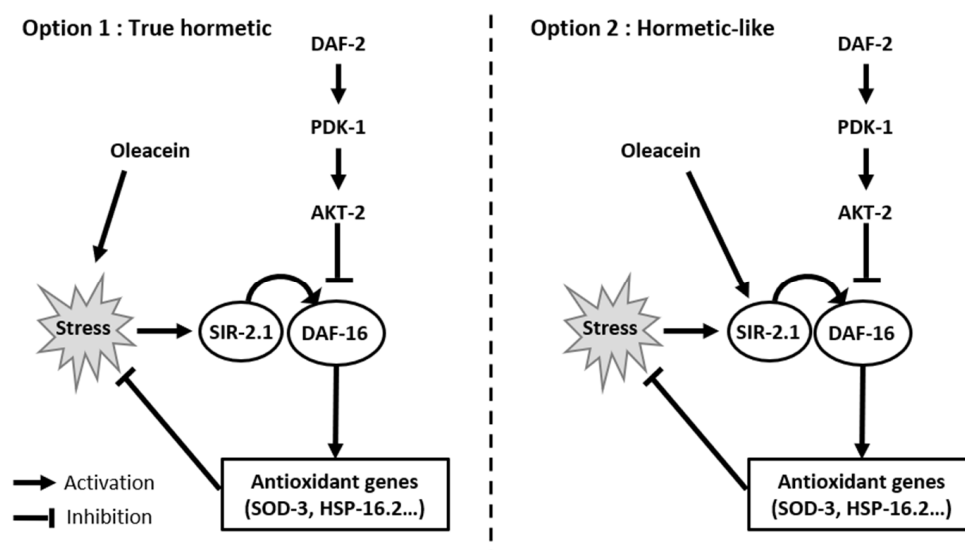 Option 1 : True hormetic
DAF-2
PDK-1
Oleacein
AKT-2
Stress
SIR-2.1
DAF-16
Antioxidant genes
(SOD-3, HSP-16.2...)
Activation
Inhibition
Option 2 : Hormetic-like
DAF-2
PDK-1
Oleacein
AKT-2
Stress
SIR-2.1
DAF-16
Antioxidant genes
(SOD-3, HSP-16.2...)